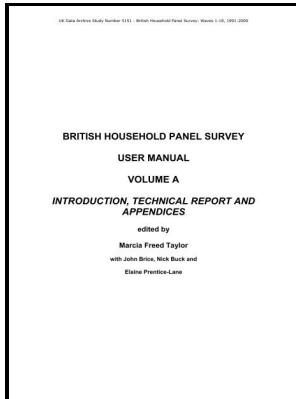 UK Data Archive Study Number 5151 - British Household Panel Survey: Waves 1-18, 1991-2009
BRITISH HOUSEHOLD PANEL SURVEY
USER MANUAL
VOLUME A
INTRODUCTION, TECHNICAL REPORT AND
APPENDICES
edited by
Marcia Freed Taylor
with John Brice, Nick Buck and
Elaine Prentice-Lane